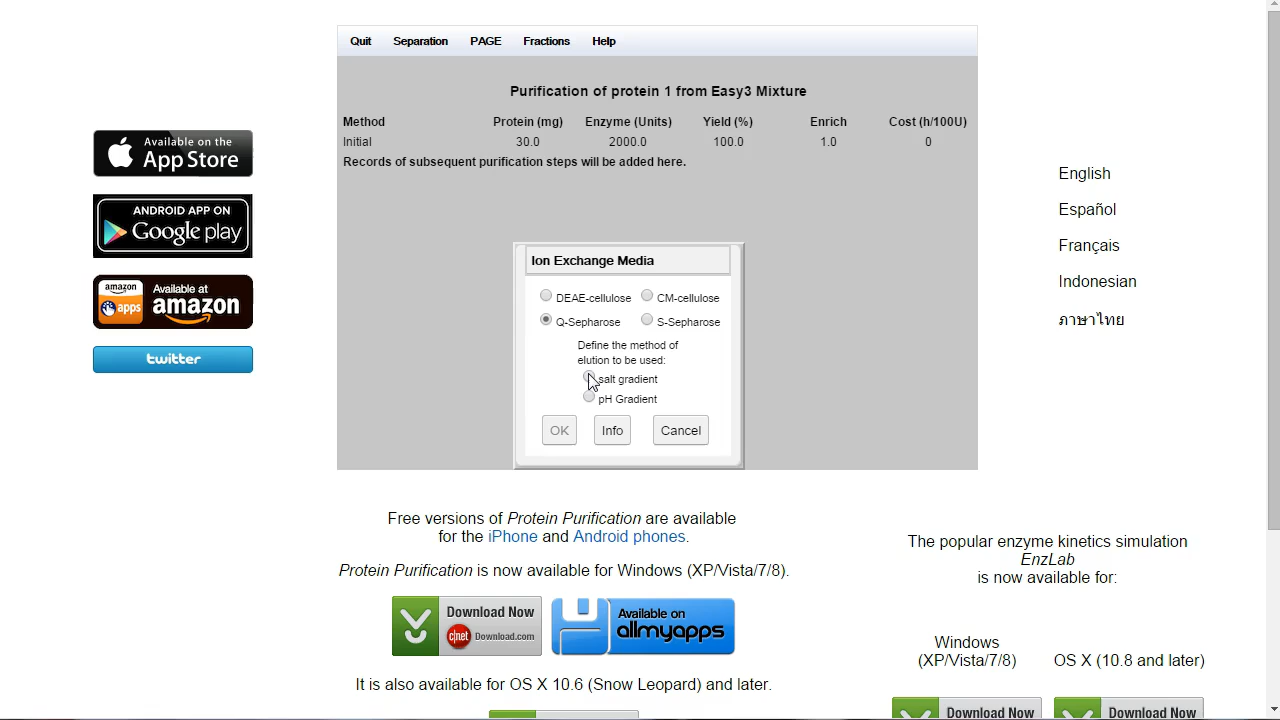 Quit Separation PAGE Fractions Help
Purification of protein 1 from Easy3 Mixture
Method Protein (mg) Enzyme (Units) Yield (%) Enrich Cost (h/100U)
Initial 30.0 2000.0 100.0 1.0 0
Records of subsequent purification steps will be added here.
Ion Exchange Media
DEAE-cellulose CM-cellulose
Q-Sepharose S-Sepharose
Define the method of
elution to be used:
salt gradient
pH Gradient
OK Info Cancel
Available on the
App Store
ANDROID APP ON
Google play
amazon
apps
Available at
amazon
twitter
English
Español
Français
Indonesian
ภาษาไทย
Free versions of Protein Purification are available
for the iPhone and Android phones.
Protein Purification is now available for Windows (XP/Vista/7/8).
Download Now
c|net Download.com
Available on
allmyapps
It is also available for OS X 10.6 (Snow Leopard) and later.
The popular enzyme kinetics simulation
EnzLab
is now available for:
Windows
(XP/Vista/7/8)
OS X (10.8 and later)
Download Now
Download Now